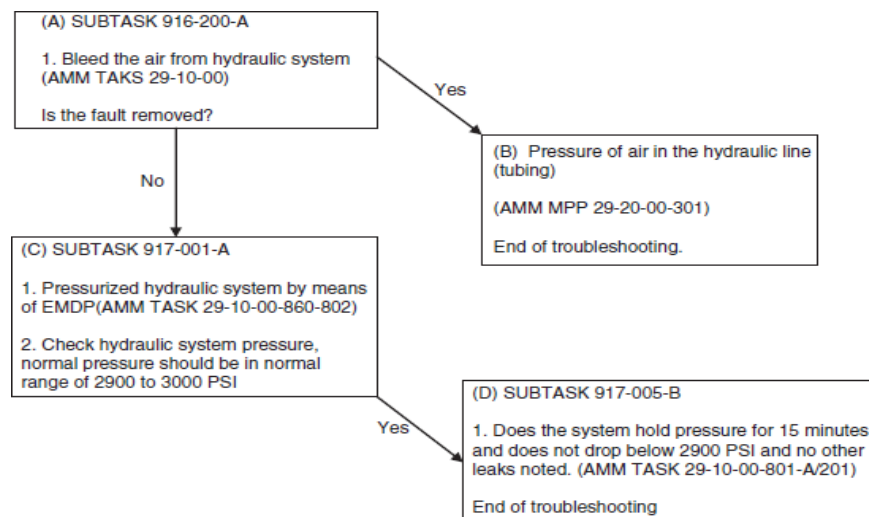 (A) SUBTASK 916-200-A
1. Bleed the air from hydraulic system
(AMM TAKS 29-10-00)
Is the fault removed?
Yes
(B) Pressure of air in the hydraulic line
(tubing)
(AMM MPP 29-20-00-301)
End of troubleshooting.
No
(C) SUBTASK 917-001-A
1. Pressurized hydraulic system by means
of EMDP(AMM TASK 29-10-00-860-802)
2. Check hydraulic system pressure,
normal pressure should be in normal
range of 2900 to 3000 PSI
Yes
(D) SUBTASK 917-005-B
1. Does the system hold pressure for 15 minutes
and does not drop below 2900 PSI and no other
leaks noted. (AMM TASK 29-10-00-801-A/201)
End of troubleshooting